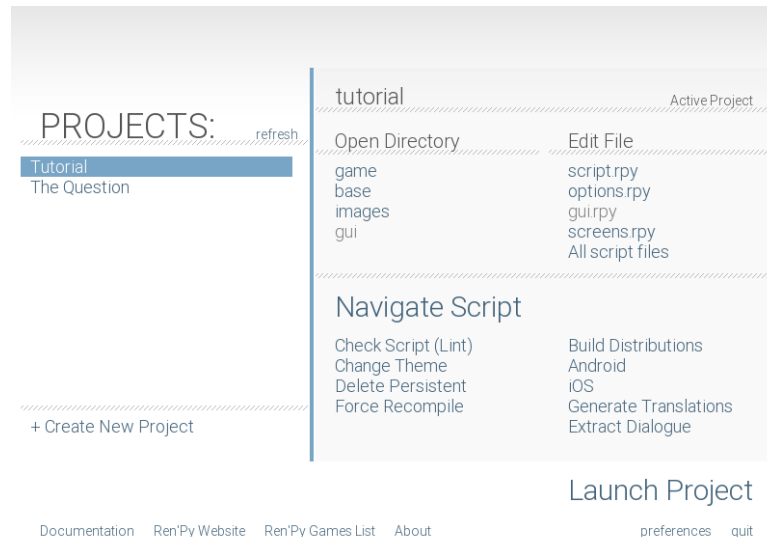 PROJECTS:
refresh
Tutorial
The Question
+ Create New Project
tutorial
Active Project
Open Directory
game
base
images
gui
Edit File
script.rpy
options.rpy
gui.rpy
screens.rpy
All script files
Navigate Script
Check Script (Lint)
Change Theme
Delete Persistent
Force Recompile
Build Distributions
Android
iOS
Generate Translations
Extract Dialogue
Launch Project
Documentation Ren'Py Website Ren'Py Games List About
preferences quit